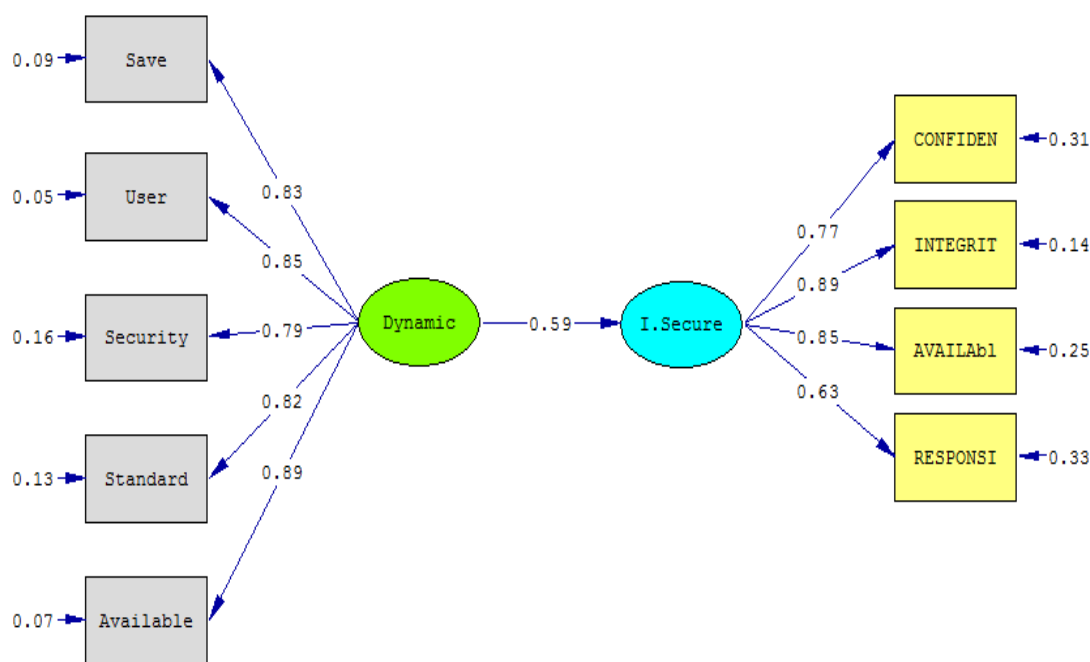 0.09
Save
0.05
User
0.16
Security
0.13
Standard
0.07
Available
0.83
0.85
0.79
0.82
0.89
Dynamic
0.59
I.Secure
0.77
0.89
0.85
0.63
CONFIDEN
0.31
INTEGRIT
0.14
AVAILAbl
0.25
RESPONSI
0.33